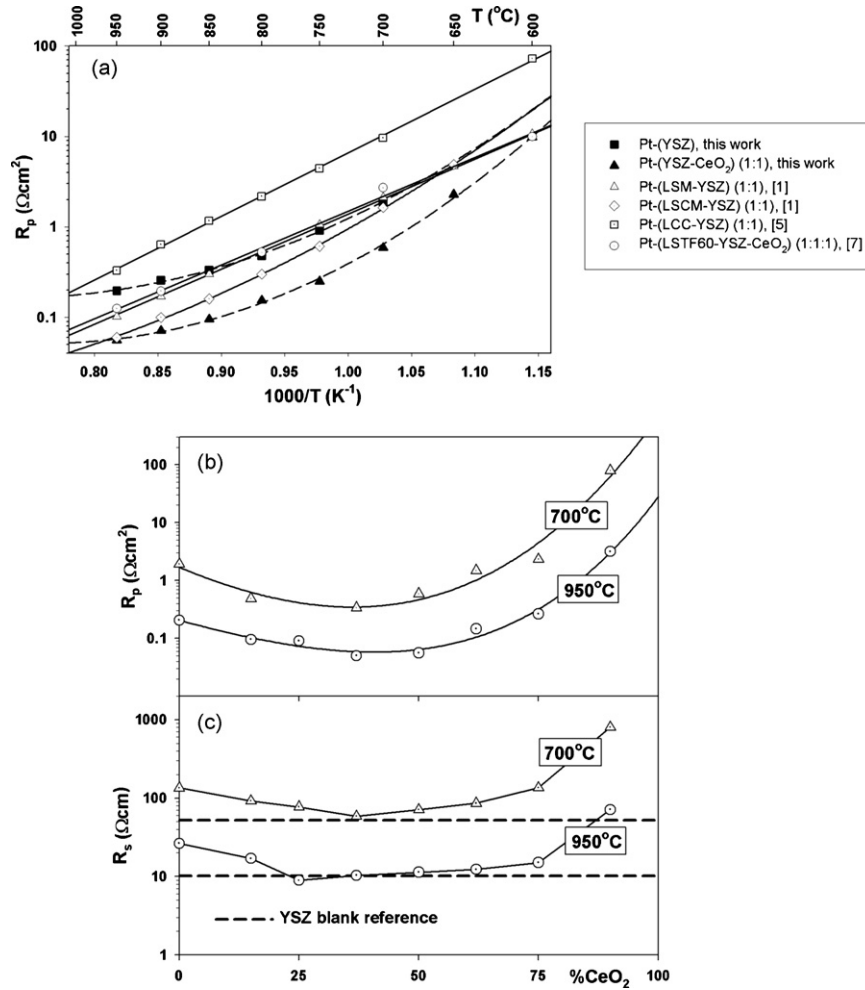 T (°C)
1000 950 900 850 800 750 700 650 600
(a)
100
10
1
0.1
Rp (Ωcm²)
0.80 0.85 0.90 0.95 1.00 1.05 1.10 1.15
1000/T (K⁻¹)
Pt-(YSZ), this work
Pt-(YSZ-CeO₂) (1:1), this work
Pt-(LSM-YSZ) (1:1), [1]
Pt-(LSCM-YSZ) (1:1), [1]
Pt-(LCC-YSZ) (1:1), [5]
Pt-(LSTF60-YSZ-CeO₂) (1:1:1), [7]
(b)
100
10
1
0.1
Rp (Ωcm²)
700°C
950°C
(c)
1000
100
10
1
Rs (Ωcm)
700°C
950°C
YSZ blank reference
0 25 50 75 %CeO₂ 100